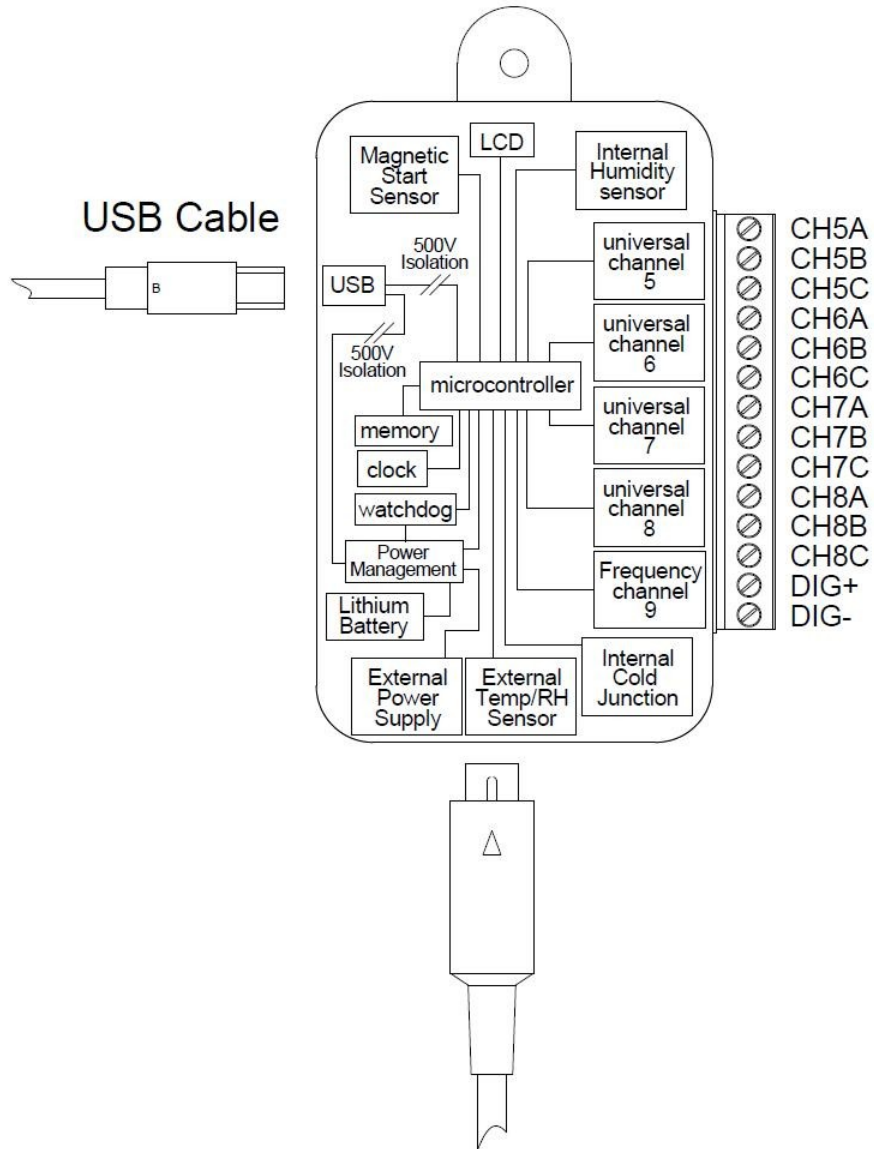 LCD
Magnetic
Start
Sensor
Internal
Humidity
sensor
USB Cable
B
500V
Isolation
USB
500V
Isolation
universal
channel
5
universal
channel
6
microcontroller
universal
channel
7
memory
clock
watchdog
universal
channel
8
Power
Management
Frequency
channel
9
Lithium
Battery
External
Power
Supply
External
Temp/RH
Sensor
Internal
Cold
Junction
CH5A
CH5B
CH5C
CH6A
CH6B
CH6C
CH7A
CH7B
CH7C
CH8A
CH8B
CH8C
DIG+
DIG-